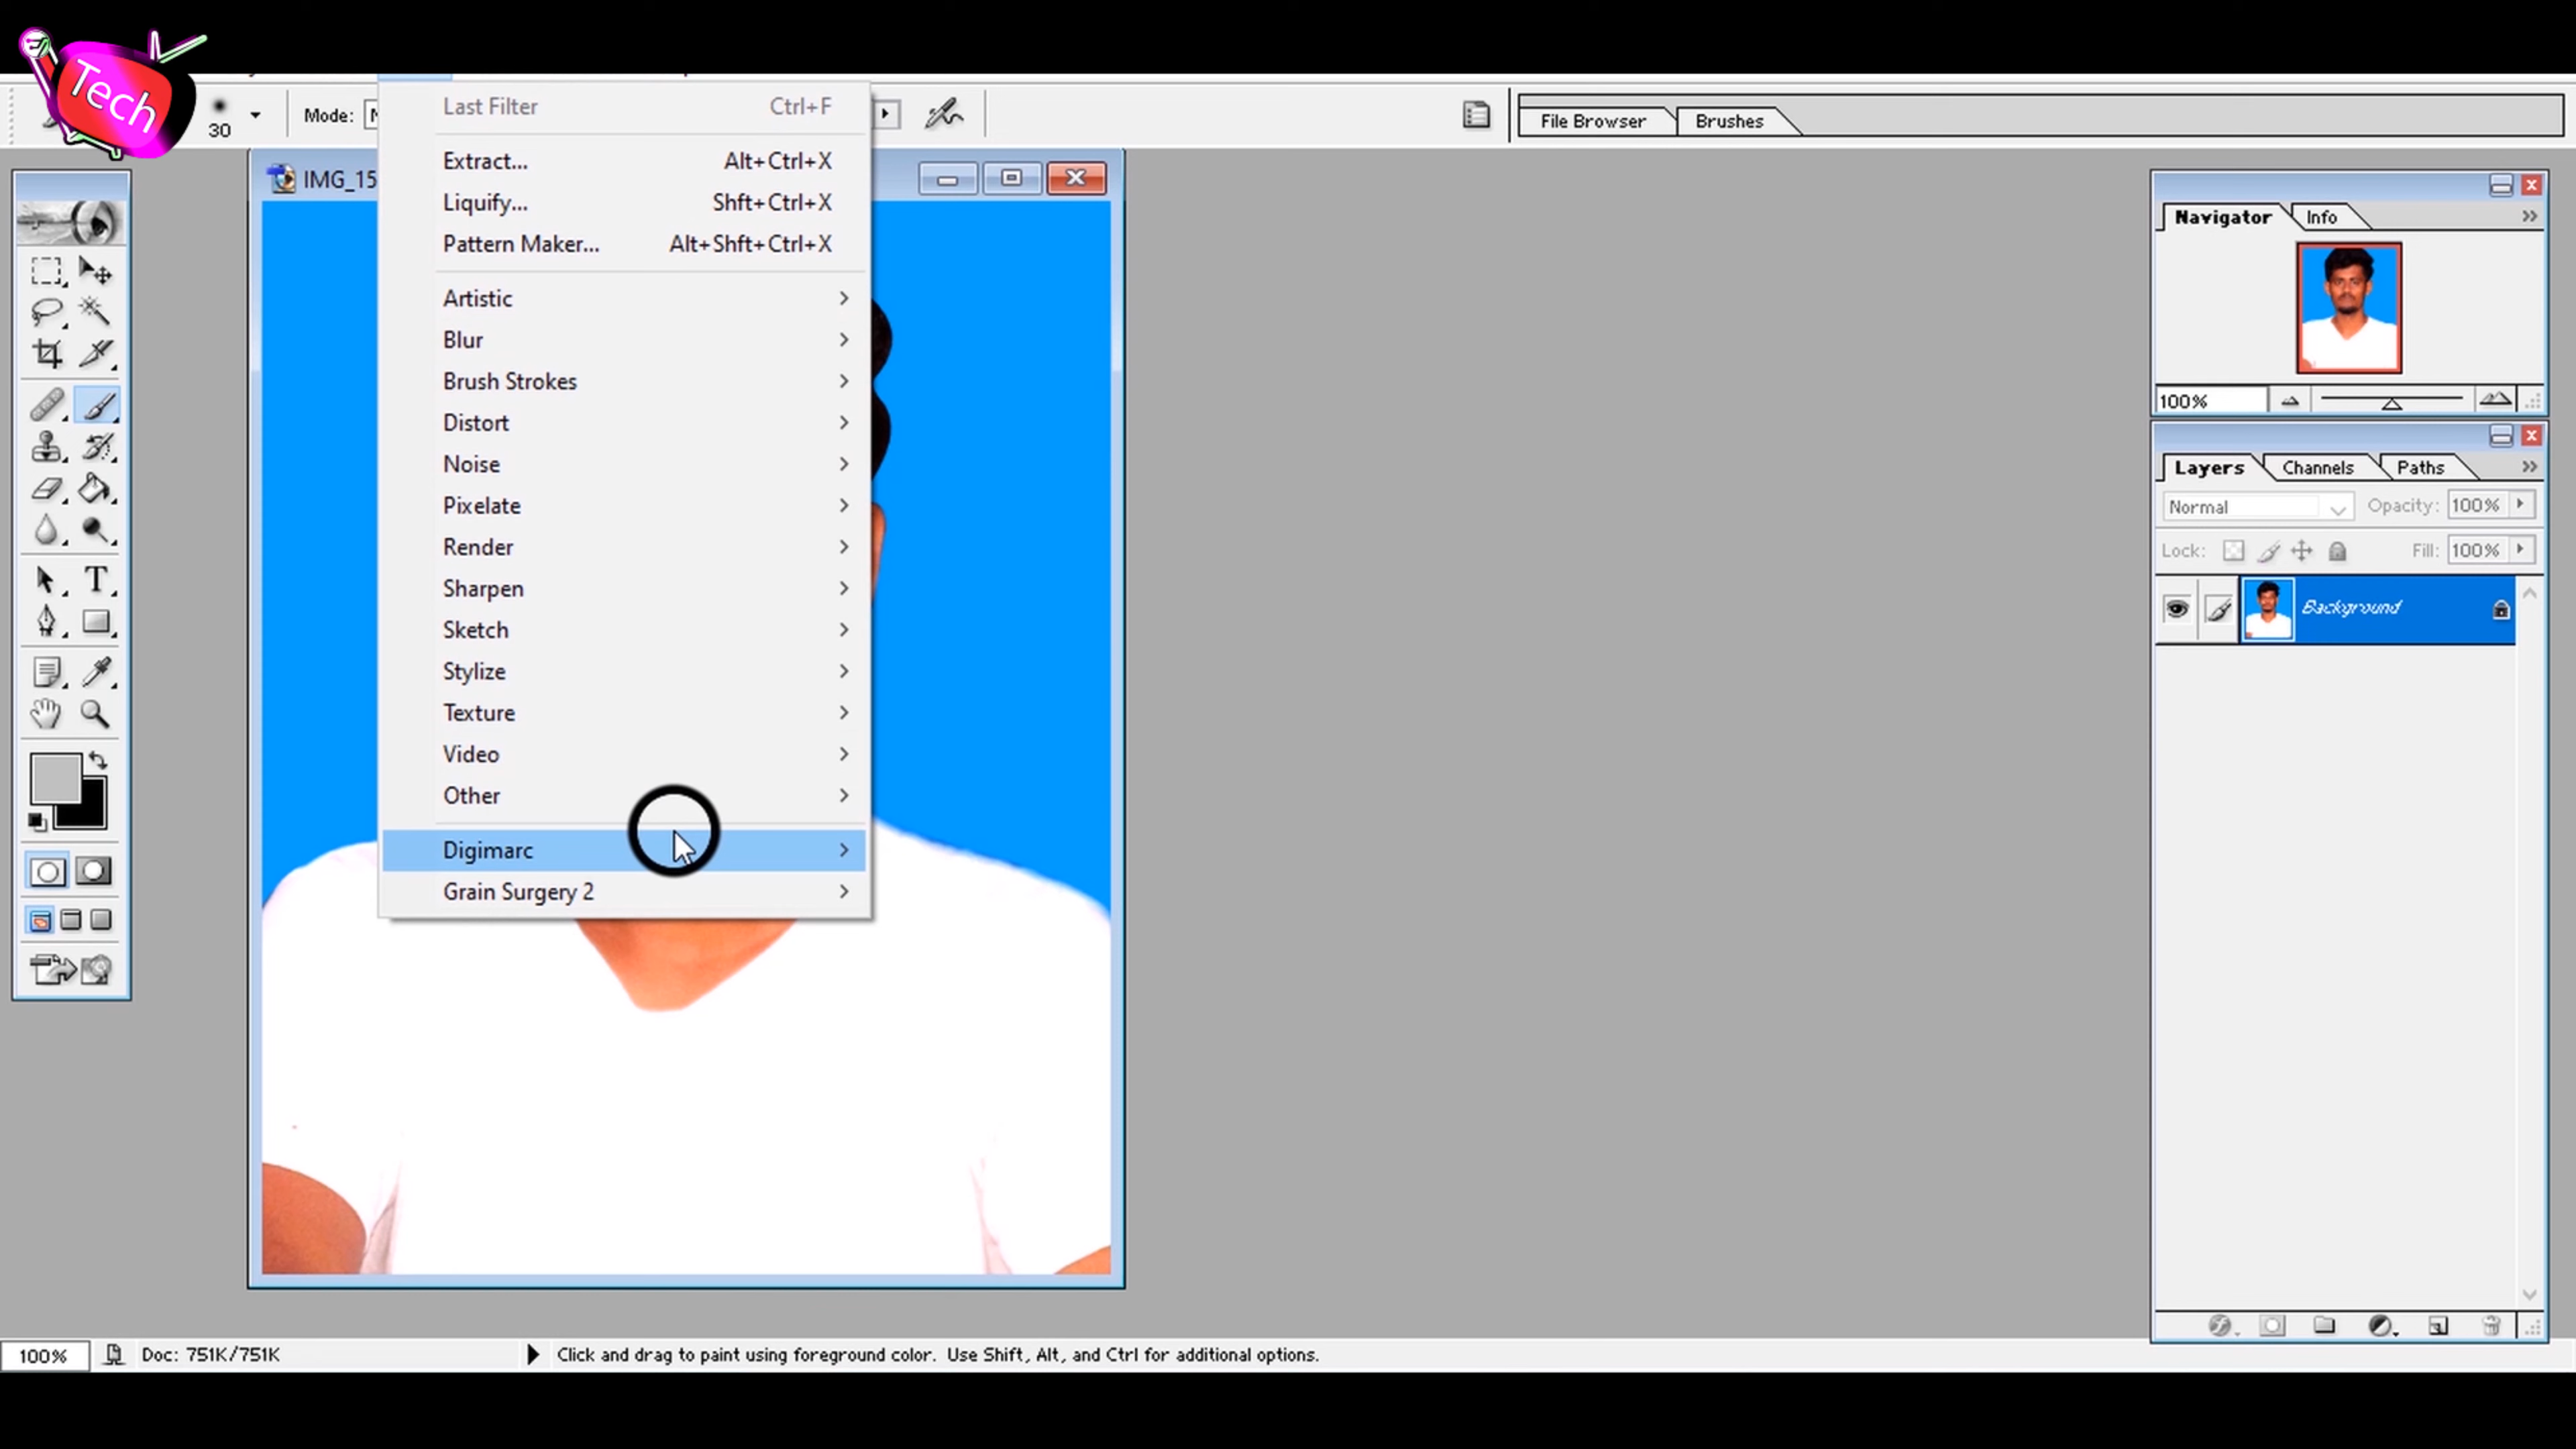 Tech
30
Mode:
File Browser
Brushes
IMG_15
Last Filter Ctrl+F
Extract... Alt+Ctrl+X
Liquify... Shft+Ctrl+X
Pattern Maker... Alt+Shft+Ctrl+X
Artistic
Blur
Brush Strokes
Distort
Noise
Pixelate
Render
Sharpen
Sketch
Stylize
Texture
Video
Other
Digimarc
Grain Surgery 2
Navigator Info
100%
Layers Channels Paths
Normal Opacity: 100%
Lock: Fill: 100%
Background
100% Doc: 751K/751K Click and drag to paint using foreground color. Use Shift, Alt, and Ctrl for additional options.